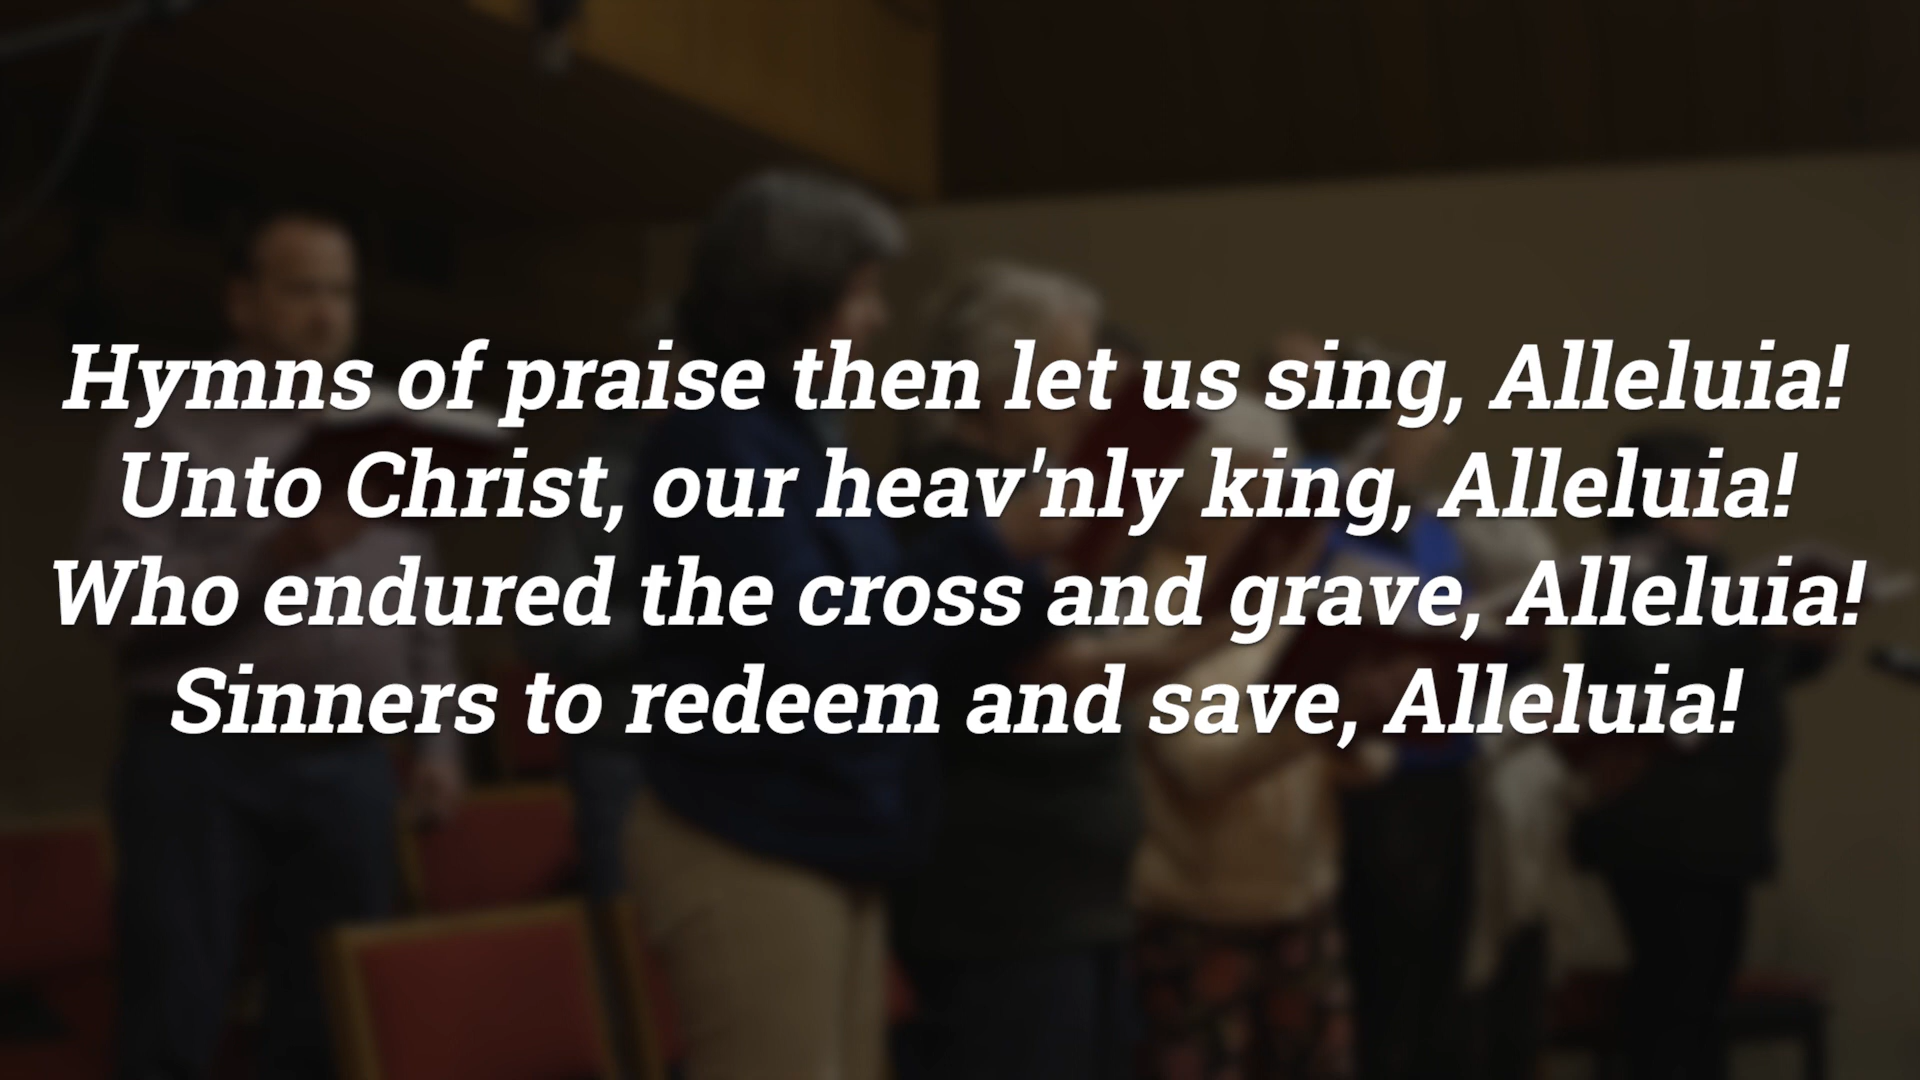 Hymns of praise then let us sing, Alleluia!
Unto Christ, our heav'nly king, Alleluia!
Who endured the cross and grave, Alleluia!
Sinners to redeem and save, Alleluia!